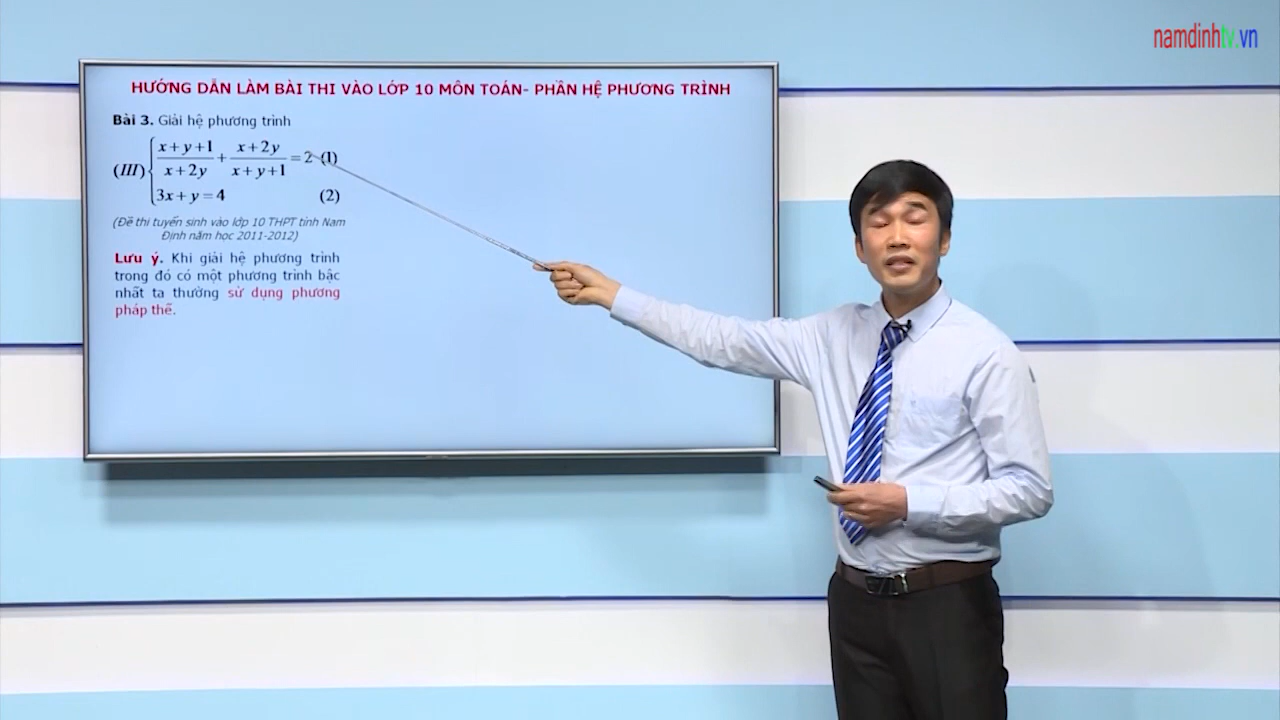 namdinhtv.vn
HƯỚNG DẪN LÀM BÀI THI VÀO LỚP 10 MÔN TOÁN- PHẦN HỆ PHƯƠNG TRÌNH
Bài 3. Giải hệ phương trình
(III) { (x+y+1)/(x+2y) + (x+2y)/(x+y+1) = 2 (1)
3x+y=4 (2)
(Đề thi tuyển sinh vào lớp 10 THPT tỉnh Nam
Định năm học 2011-2012)
Lưu ý. Khi giải hệ phương trình
trong đó có một phương trình bậc
nhất ta thường sử dụng phương
pháp thế.